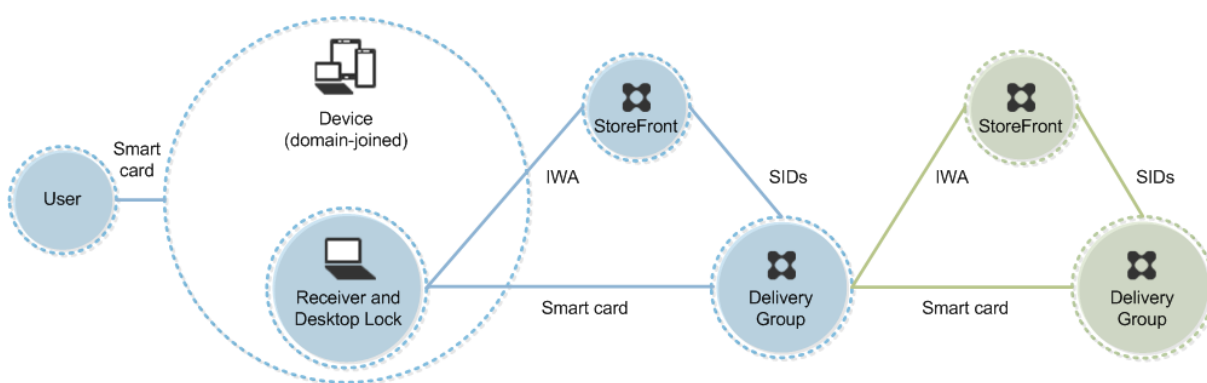 User
Smart
card
Device
(domain-joined)
Receiver and
Desktop Lock
IWA
StoreFront
SIDs
Smart card
Delivery
Group
IWA
StoreFront
SIDs
Smart card
Delivery
Group